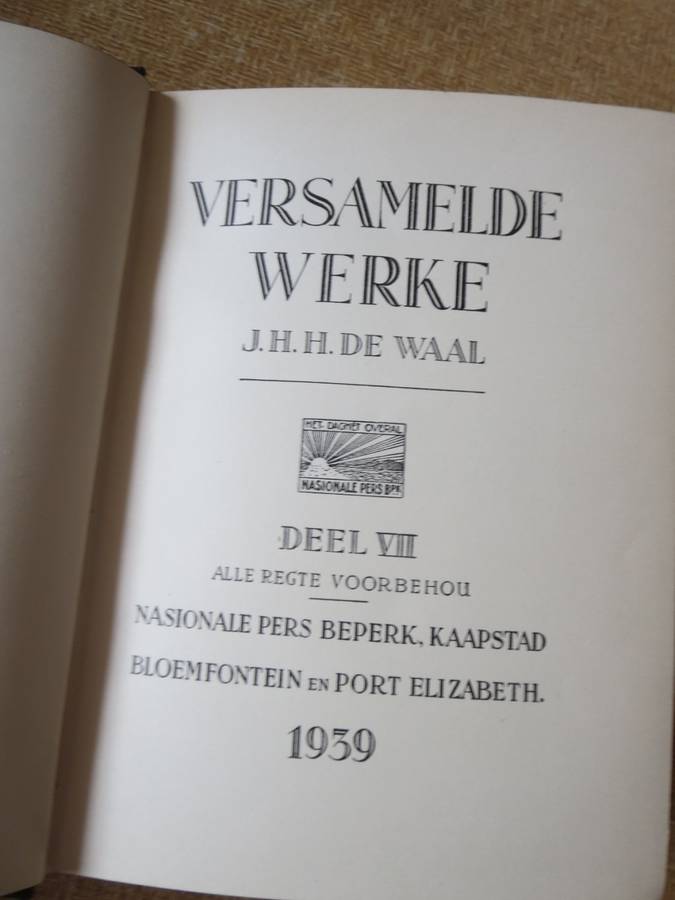 VERSAMELDE
WERKE
J.H.H. DE WAAL
HET DAGHET OVERAL
NASIONALE PERS BPK
DEEL VII
ALLE REGTE VOORBEHOU
NASIONALE PERS BEPERK, KAAPSTAD
BLOEMFONTEIN EN PORT ELIZABETH.
1939